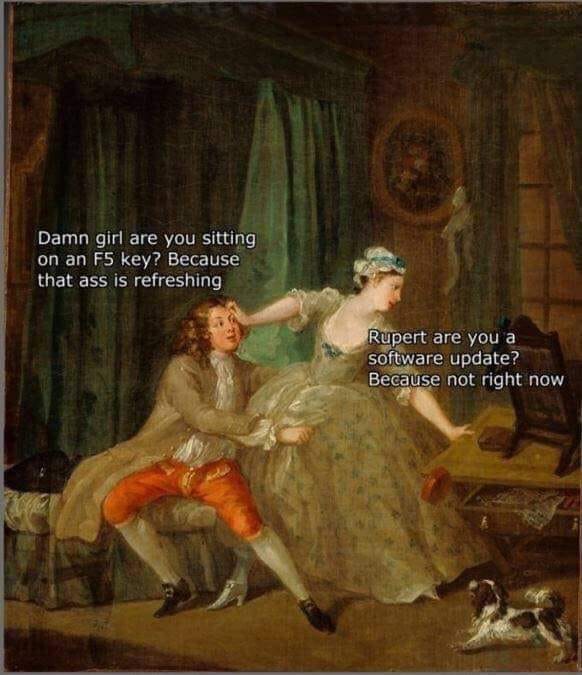 Damn girl are you sitting
on an F5 key? Because
that ass is refreshing
Rupert are you a
software update?
Because not right now